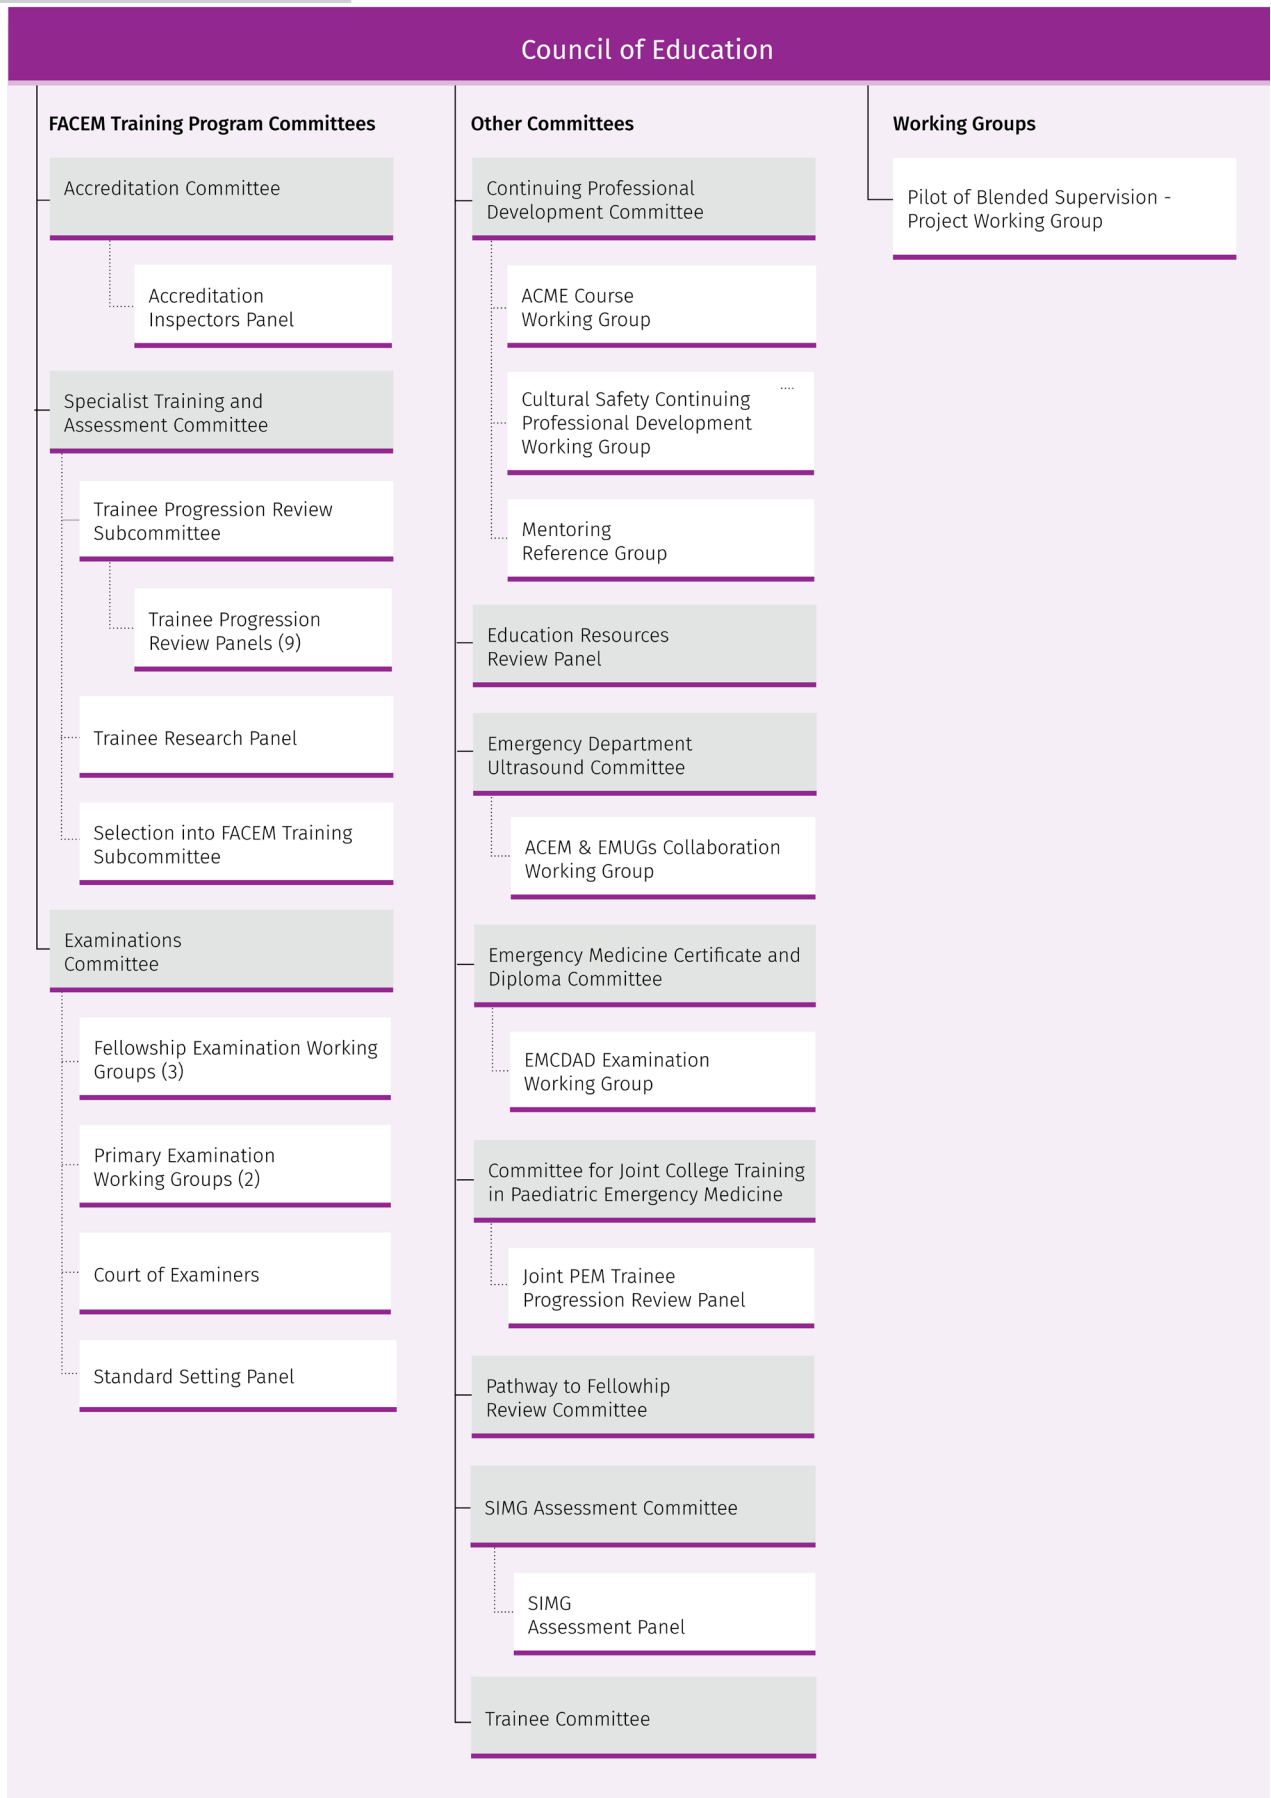 Council of Education
FACEM Training Program Committees
Accreditation Committee
Accreditation
Inspectors Panel
Specialist Training and
Assessment Committee
Trainee Progression Review
Subcommittee
Trainee Progression
Review Panels (9)
Trainee Research Panel
Selection into FACEM Training
Subcommittee
Examinations
Committee
Fellowship Examination Working
Groups (3)
Primary Examination
Working Groups (2)
Court of Examiners
Standard Setting Panel
Other Committees
Continuing Professional
Development Committee
ACME Course
Working Group
Cultural Safety Continuing
Professional Development
Working Group
Mentoring
Reference Group
Education Resources
Review Panel
Emergency Department
Ultrasound Committee
ACEM & EMUGs Collaboration
Working Group
Emergency Medicine Certificate and
Diploma Committee
EMCDAD Examination
Working Group
Committee for Joint College Training
in Paediatric Emergency Medicine
Joint PEM Trainee
Progression Review Panel
Pathway to Fellowhip
Review Committee
SIMG Assessment Committee
SIMG
Assessment Panel
Trainee Committee
Working Groups
Pilot of Blended Supervision -
Project Working Group